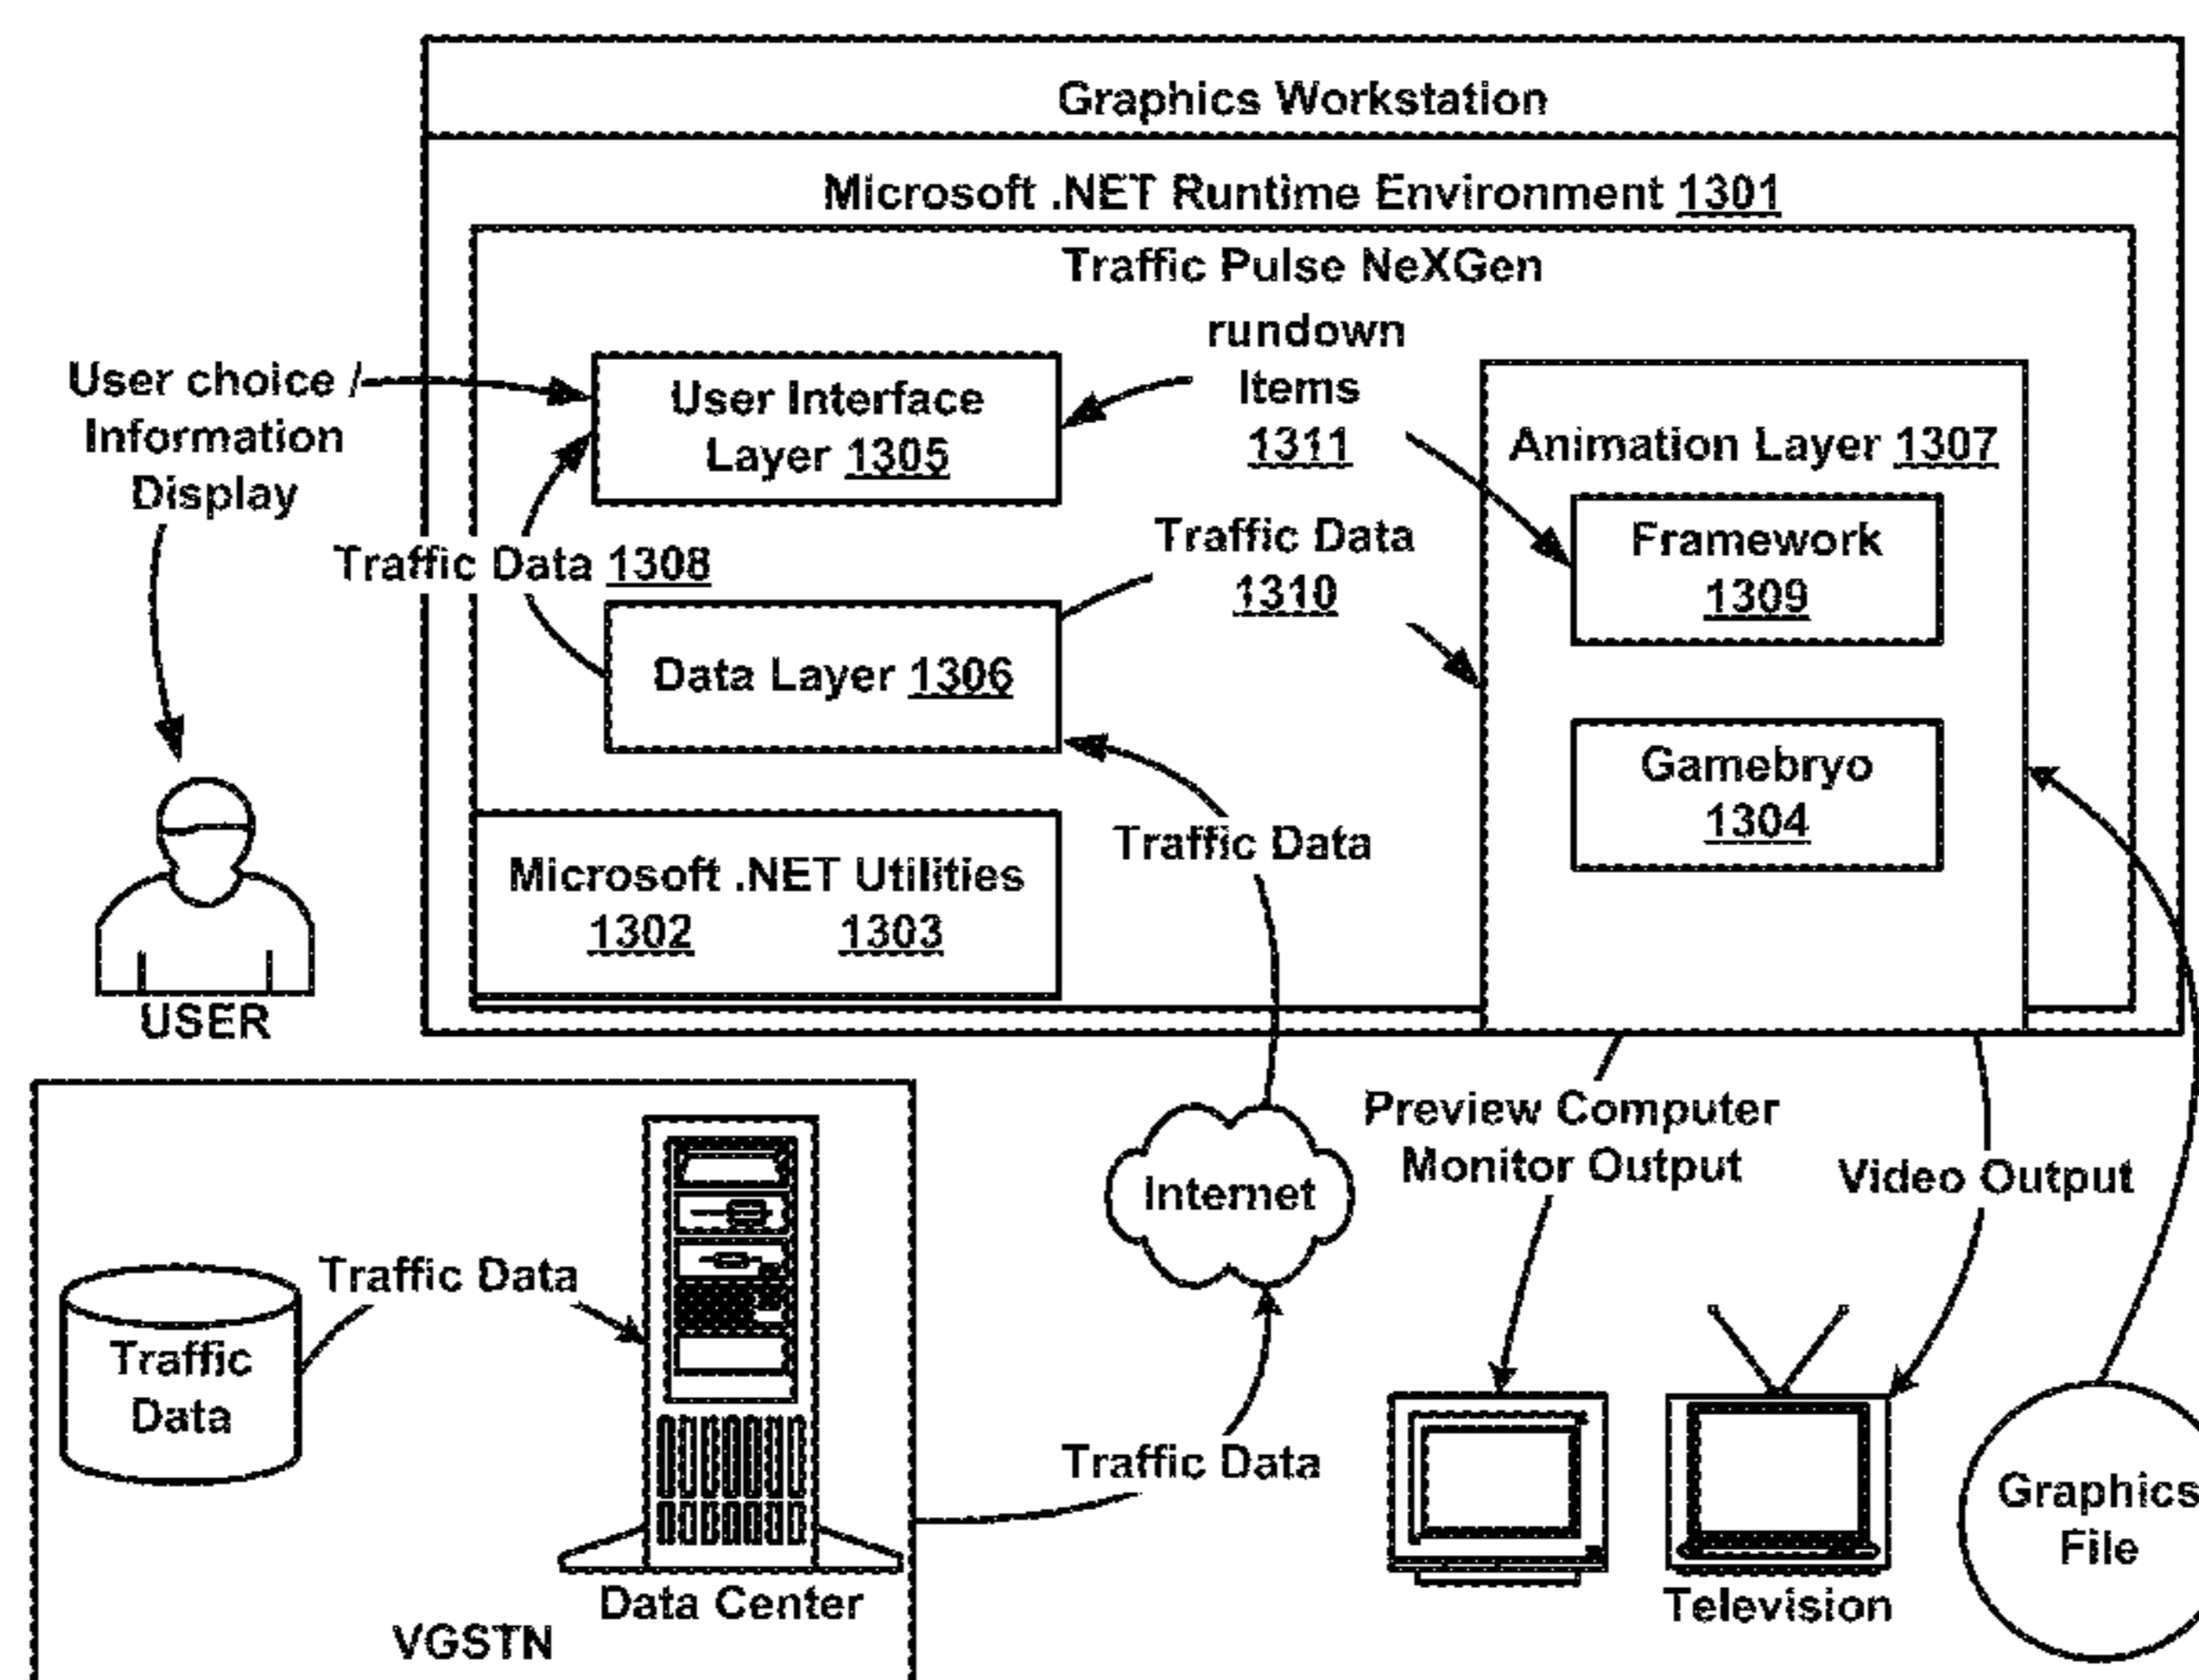 Graphics Workstation
Microsoft .NET Runtime Environment 1301
Traffic Pulse NeXGen
rundown
Items
1311
User choice /
Information
Display
User Interface
Layer 1305
Animation Layer 1307
Framework
1309
Traffic Data 1308
Traffic Data
1310
Data Layer 1306
Gamebryo
1304
Traffic Data
Microsoft .NET Utilities
1302 1303
USER
Preview Computer
Monitor Output
Video Output
Internet
Traffic Data
Traffic
Data
Traffic Data
Data Center
VGSTN
Television
Graphics
File